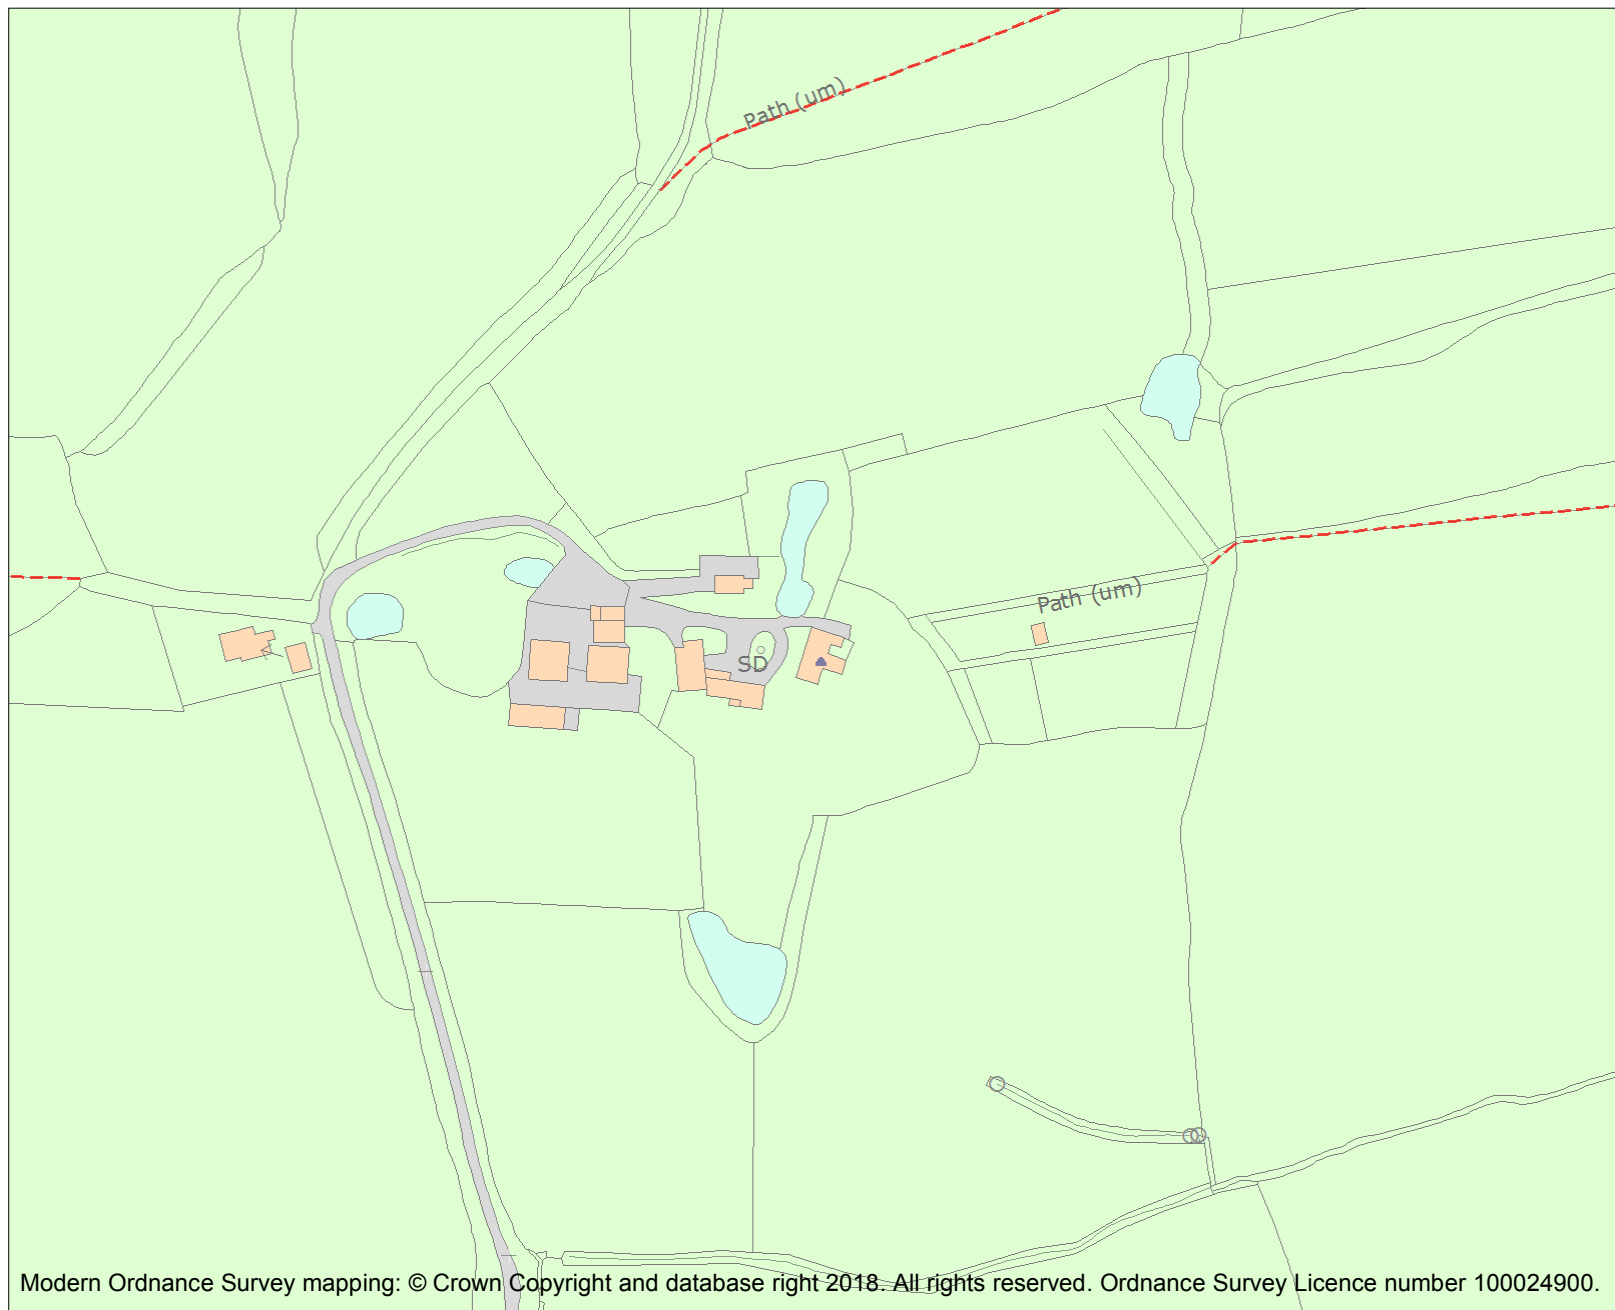 Path (um)
Path (um)
SD
Modern Ordnance Survey mapping: © Crown Copyright and database right 2018. All rights reserved. Ordnance Survey Licence number 100024900.